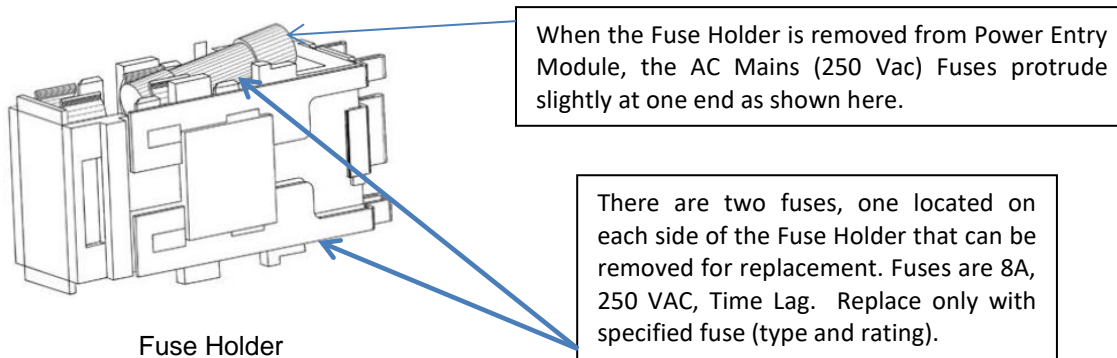 When the Fuse Holder is removed from Power Entry
Module, the AC Mains (250 Vac) Fuses protrude
slightly at one end as shown here.
There are two fuses, one located on
each side of the Fuse Holder that can be
removed for replacement. Fuses are 8A,
250 VAC, Time Lag.  Replace only with
specified fuse (type and rating).
Fuse Holder